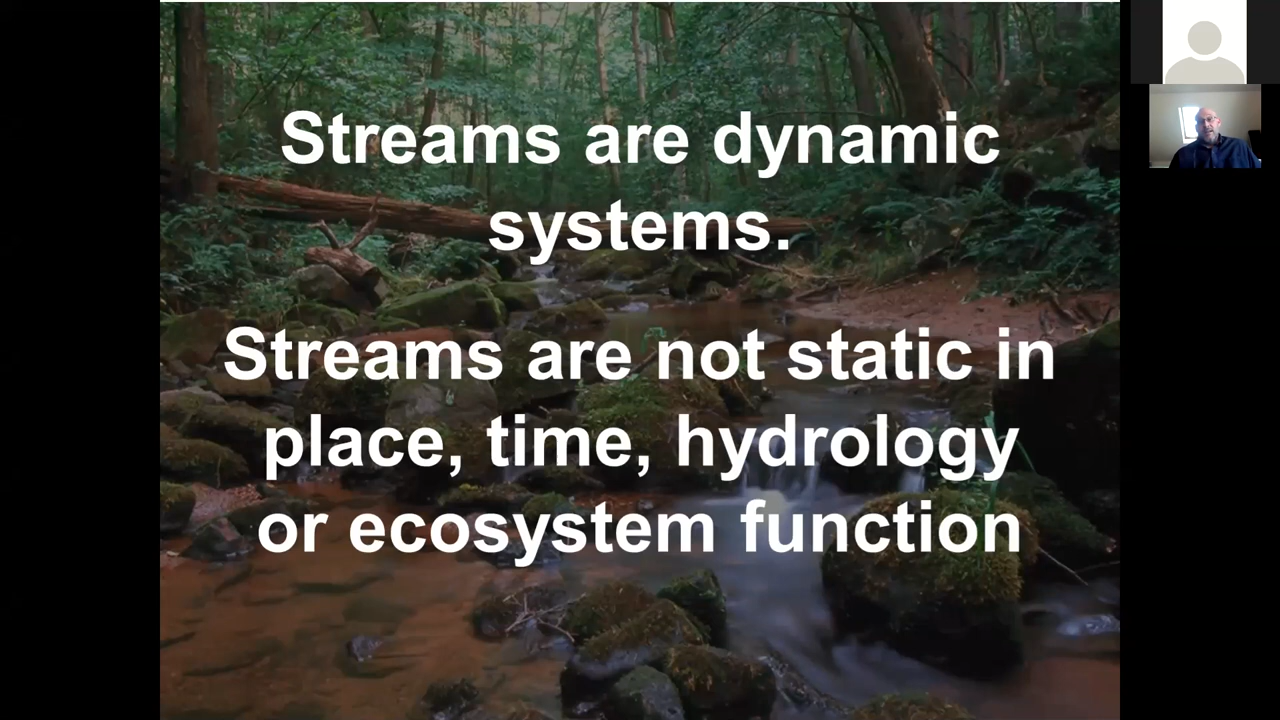 Streams are dynamic
systems.
Streams are not static in
place, time, hydrology
or ecosystem function